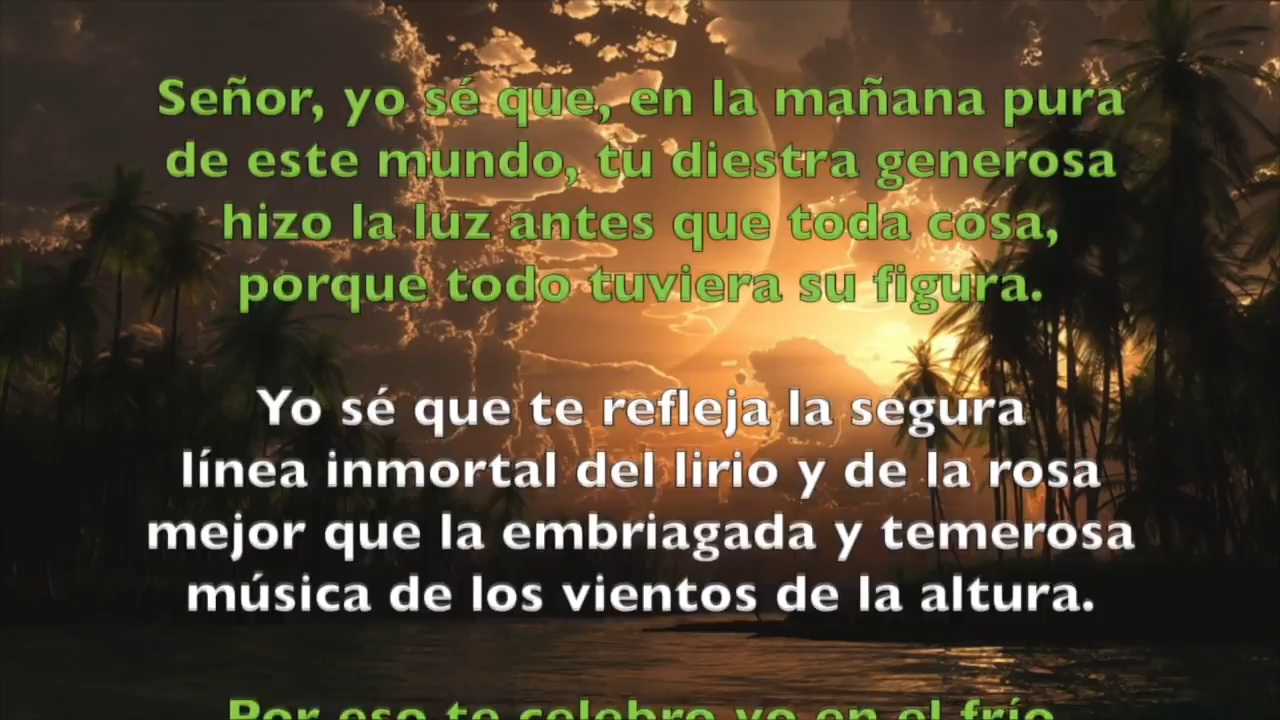 Señor, yo sé que, en la mañana pura
de este mundo, tu diestra generosa
hizo la luz antes que toda cosa,
porque todo tuviera su figura.
Yo sé que te refleja la segura
línea inmortal del lirio y de la rosa
mejor que la embriagada y temerosa
música de los vientos de la altura.
Por eso te celebro yo en el frío